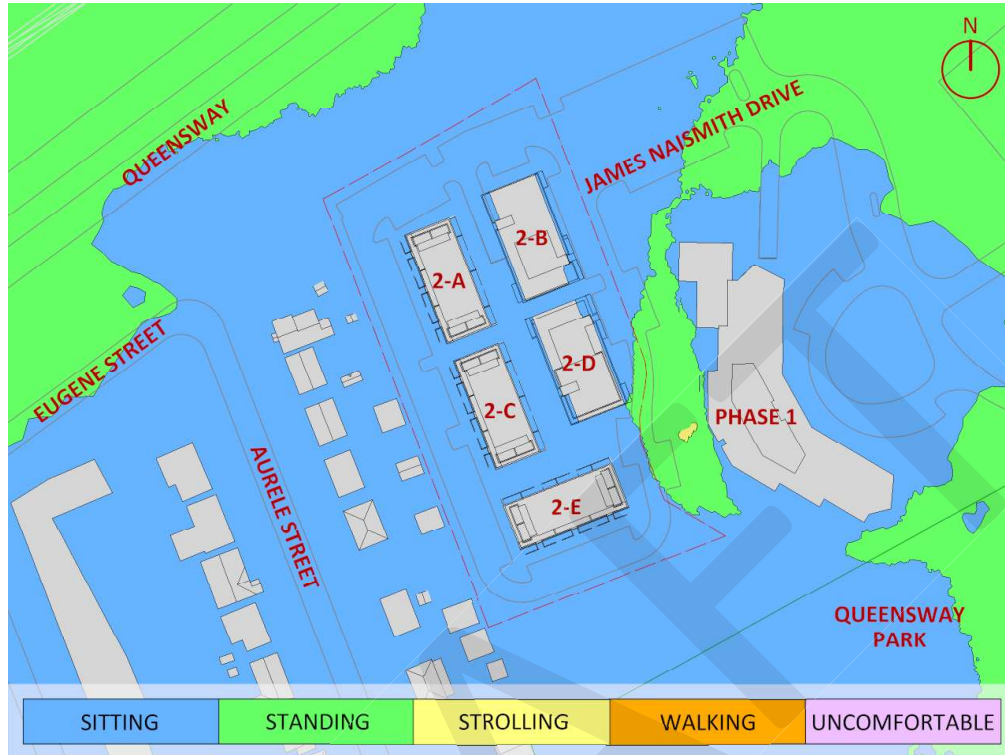 N
QUEENSWAY
JAMES NAISMITH DRIVE
2-B
2-A
2-D
EUGENE STREET
2-C
PHASE 1
AURELE STREET
2-E
QUEENSWAY
PARK
SITTING
STANDING
STROLLING
WALKING
UNCOMFORTABLE